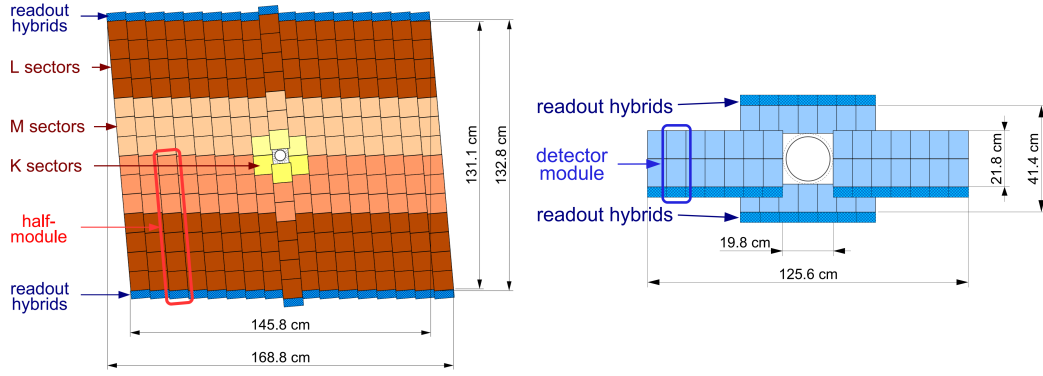 readout
hybrids
L sectors
M sectors
K sectors
half-
module
readout
hybrids
131.1 cm
132.8 cm
145.8 cm
168.8 cm
readout hybrids
detector
module
readout hybrids
21.8 cm
41.4 cm
19.8 cm
125.6 cm